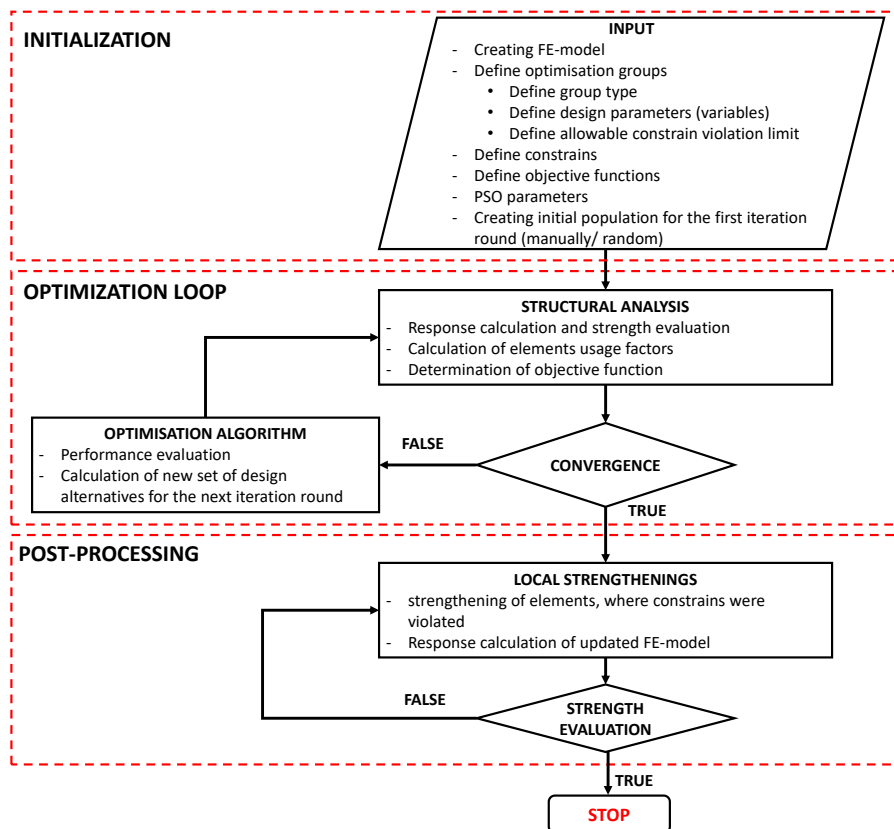 INITIALIZATION
INPUT
- Creating FE-model
- Define optimisation groups
• Define group type
• Define design parameters (variables)
• Define allowable constrain violation limit
- Define constrains
- Define objective functions
- PSO parameters
- Creating initial population for the first iteration
round (manually/ random)
OPTIMIZATION LOOP
STRUCTURAL ANALYSIS
- Response calculation and strength evaluation
- Calculation of elements usage factors
- Determination of objective function
OPTIMISATION ALGORITHM
- Performance evaluation
- Calculation of new set of design
alternatives for the next iteration round
FALSE
CONVERGENCE
TRUE
POST-PROCESSING
LOCAL STRENGTHENINGS
- strengthening of elements, where constrains were
violated
- Response calculation of updated FE-model
FALSE
STRENGTH
EVALUATION
TRUE
STOP